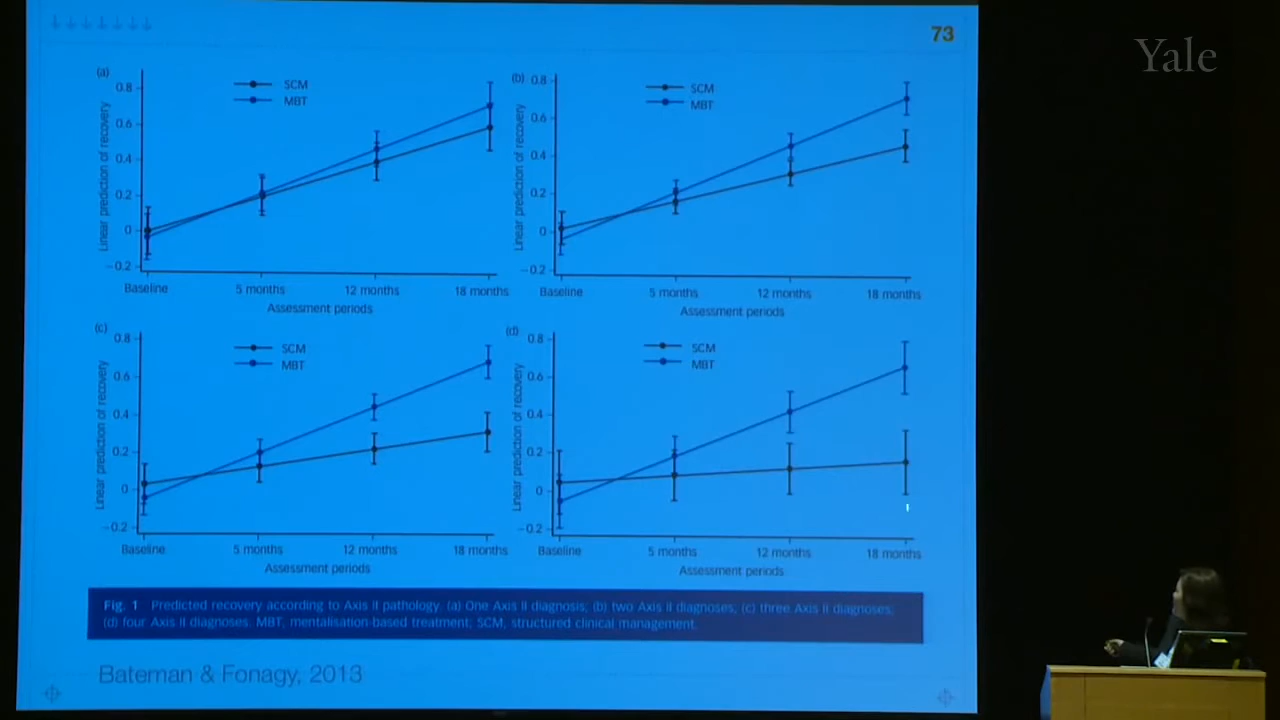 73
Yale
(a)
SCM
MBT
0.8
0.6
0.4
0.2
0
−0.2
Linear prediction of recovery
Baseline 5 months 12 months 18 months
Assessment periods
(b)
SCM
MBT
0.8
0.6
0.4
0.2
0
−0.2
Linear prediction of recovery
Baseline 5 months 12 months 18 months
Assessment periods
(c)
SCM
MBT
0.8
0.6
0.4
0.2
0
−0.2
Linear prediction of recovery
Baseline 5 months 12 months 18 months
Assessment periods
(d)
SCM
MBT
0.8
0.6
0.4
0.2
0
−0.2
Linear prediction of recovery
Baseline 5 months 12 months 18 months
Assessment periods
Fig. 1 Predicted recovery according to Axis II pathology. (a) One Axis II diagnosis; (b) two Axis II diagnoses; (c) three Axis II diagnoses;
(d) four Axis II diagnoses. MBT, mentalisation-based treatment; SCM, structured clinical management.
Bateman & Fonagy, 2013